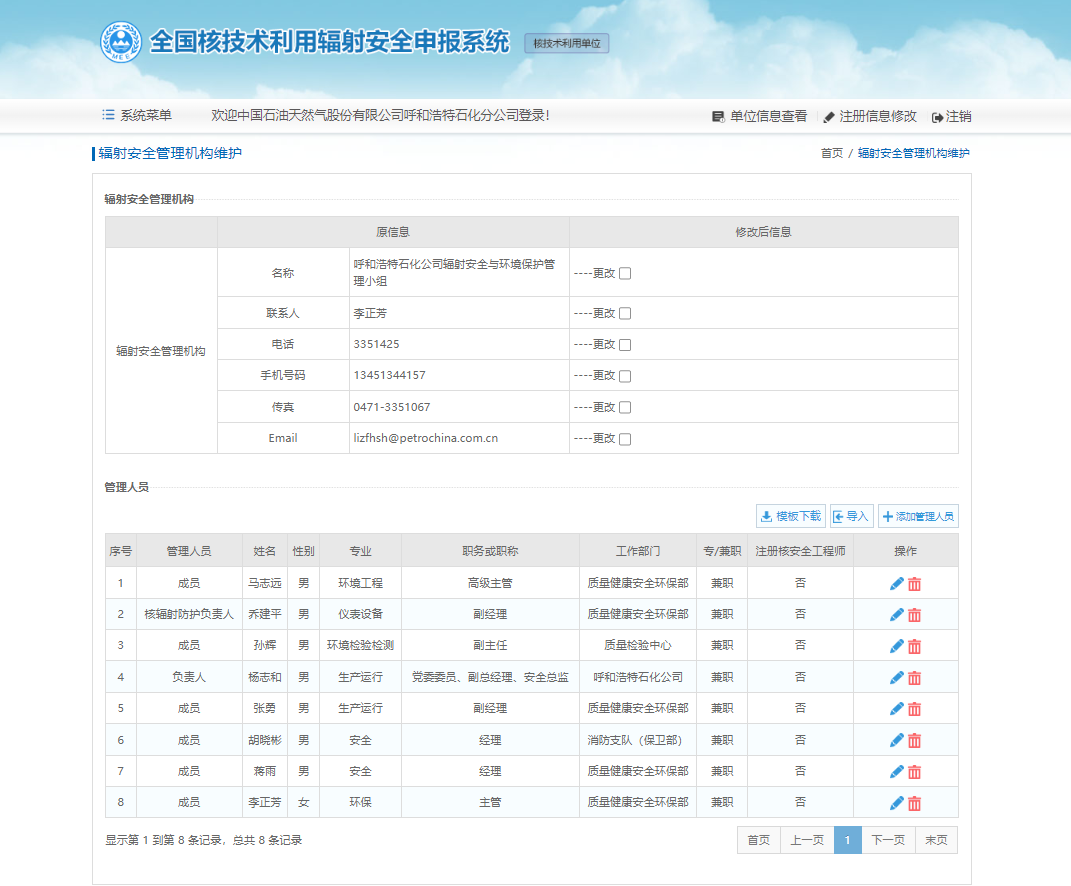 MEE
全国核技术利用辐射安全申报系统 核技术利用单位
系统菜单 欢迎中国石油天然气股份有限公司呼和浩特石化分公司登录! 单位信息查看 注册信息修改 注销
辐射安全管理机构维护 首页 / 辐射安全管理机构维护
辐射安全管理机构
原信息 修改后信息
辐射安全管理机构
名称 呼和浩特石化公司辐射安全与环境保护管
理小组 ----更改
联系人 李正芳 ----更改
电话 3351425 ----更改
手机号码 13451344157 ----更改
传真 0471-3351067 ----更改
Email lizfhsh@petrochina.com.cn ----更改
管理人员
模板下载 导入 添加管理人员
序号 管理人员 姓名 性别 专业 职务或职称 工作部门 专/兼职 注册核安全工程师 操作
1 成员 马志远 男 环境工程 高级主管 质量健康安全环保部 兼职 否
2 核辐射防护负责人 乔建平 男 仪表设备 副经理 质量健康安全环保部 兼职 否
3 成员 孙辉 男 环境检验检测 副主任 质量检验中心 兼职 否
4 负责人 杨志和 男 生产运行 党委委员、副总经理、安全总监 呼和浩特石化公司 兼职 否
5 成员 张勇 男 生产运行 副经理 质量健康安全环保部 兼职 否
6 成员 胡晓彬 男 安全 经理 消防支队（保卫部） 兼职 否
7 成员 蒋雨 男 安全 经理 质量健康安全环保部 兼职 否
8 成员 李正芳 女 环保 主管 质量健康安全环保部 兼职 否
显示第 1 到第 8 条记录，总共 8 条记录 首页 上一页 1 下一页 末页